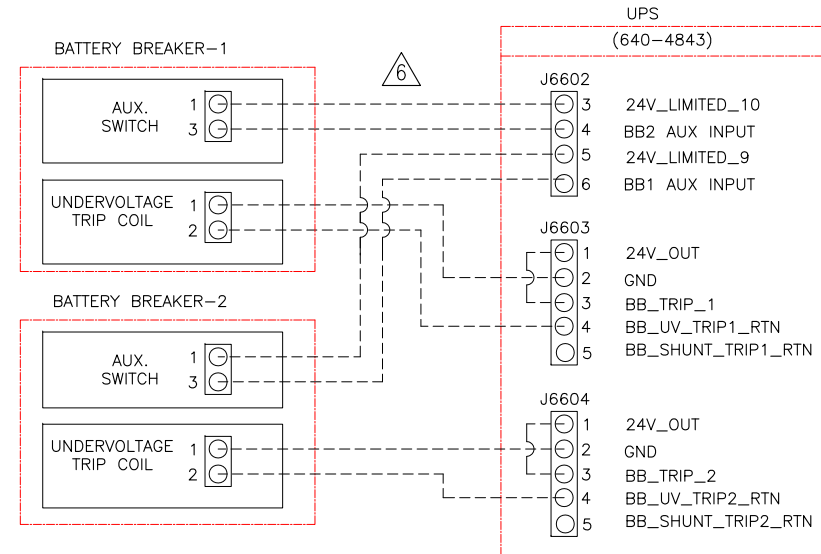 UPS
(640-4843)
BATTERY BREAKER-1
AUX.
SWITCH
1
3
UNDERVOLTAGE
TRIP COIL
1
2
6
BATTERY BREAKER-2
AUX.
SWITCH
1
3
UNDERVOLTAGE
TRIP COIL
1
2
J6602
3 24V_LIMITED_10
4 BB2 AUX INPUT
5 24V_LIMITED_9
6 BB1 AUX INPUT
J6603
1 24V_OUT
2 GND
3 BB_TRIP_1
4 BB_UV_TRIP1_RTN
5 BB_SHUNT_TRIP1_RTN
J6604
1 24V_OUT
2 GND
3 BB_TRIP_2
4 BB_UV_TRIP2_RTN
5 BB_SHUNT_TRIP2_RTN